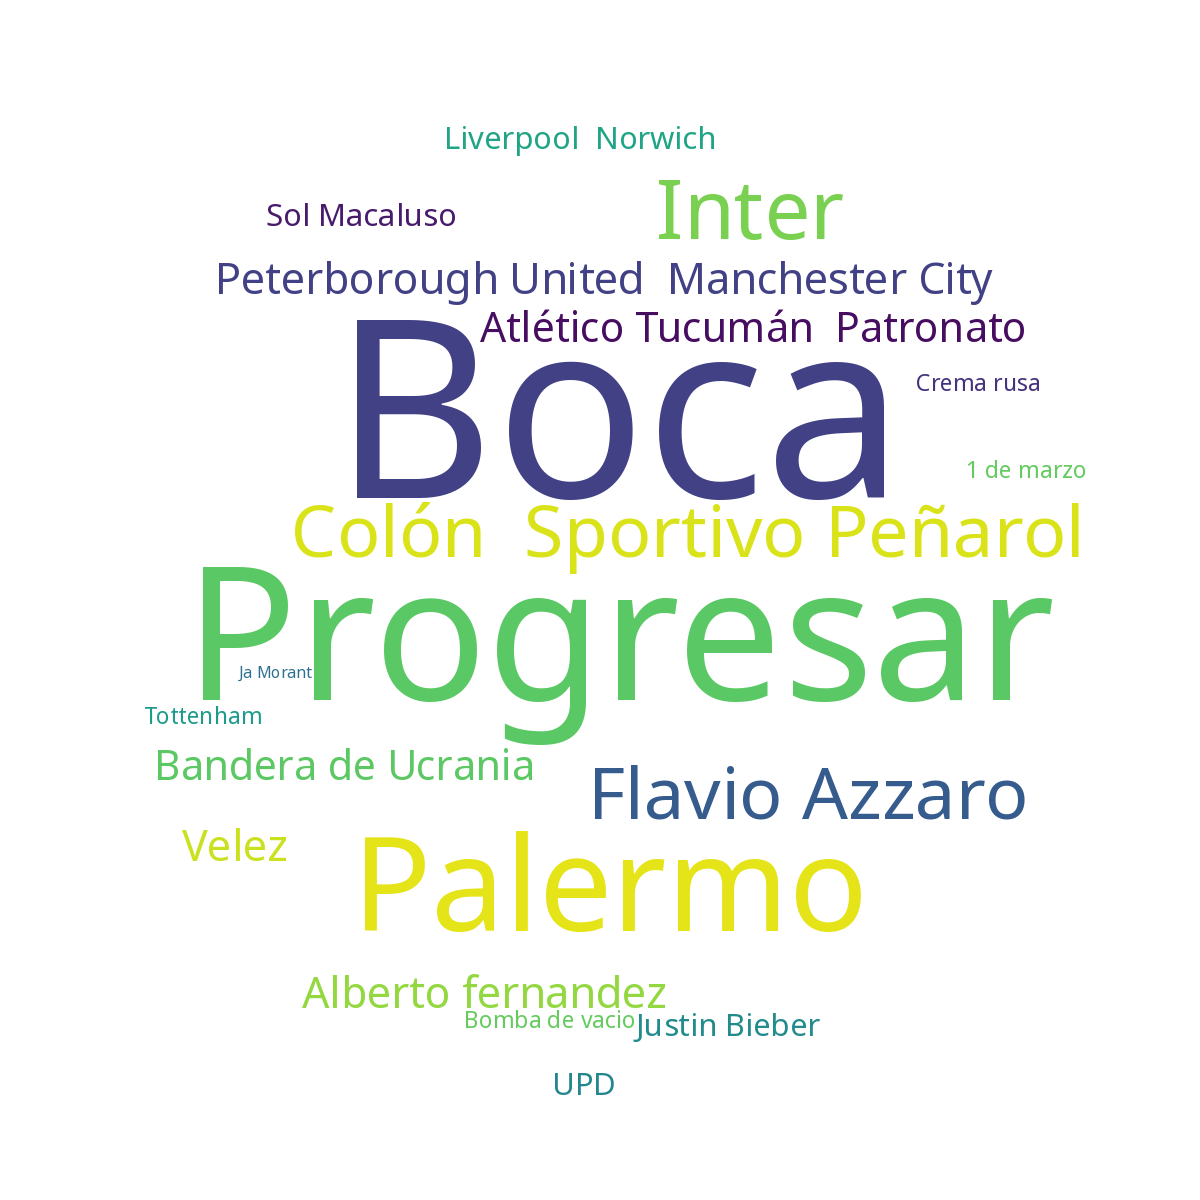 Liverpool  Norwich
Inter
Sol Macaluso
Peterborough United  Manchester City
Atlético Tucumán  Patronato
Boca
Crema rusa
1 de marzo
Colón  Sportivo Peñarol
Progresar
Ja Morant
Tottenham
Bandera de Ucrania
Flavio Azzaro
Velez
Palermo
Alberto fernandez
Bomba de vacio
Justin Bieber
UPD